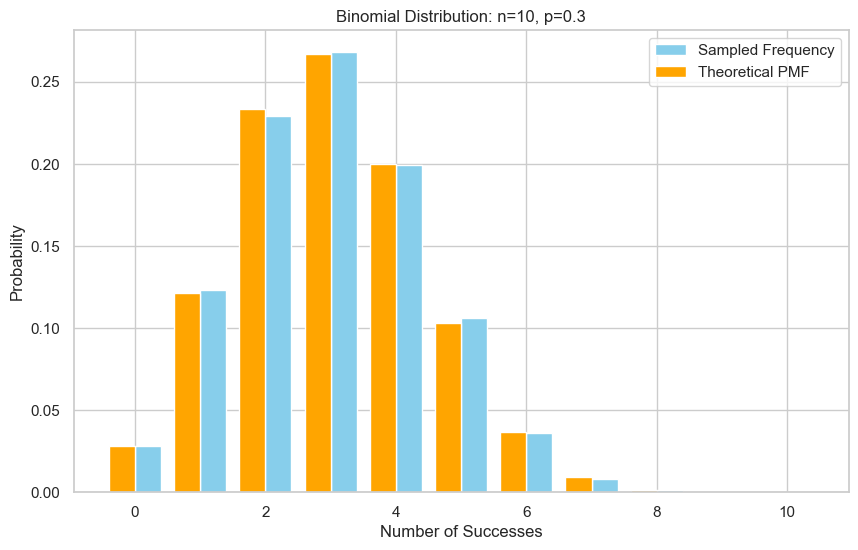 Binomial Distribution: n=10, p=0.3
Sampled Frequency
Theoretical PMF
Probability
0.25
0.20
0.15
0.10
0.05
0.00
0 2 4 6 8 10
Number of Successes